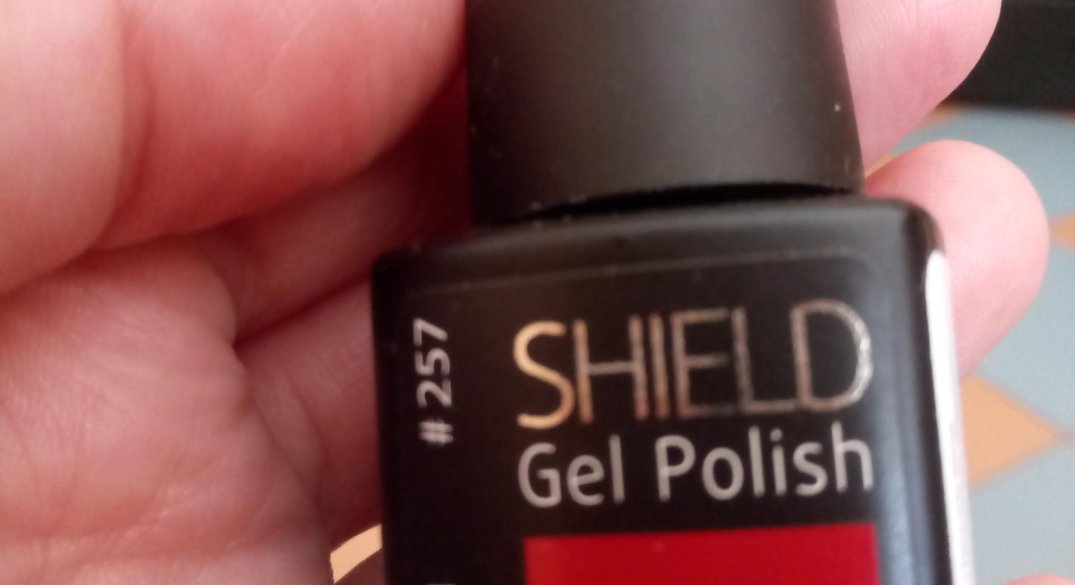 SHIELD
Gel Polish
# 257